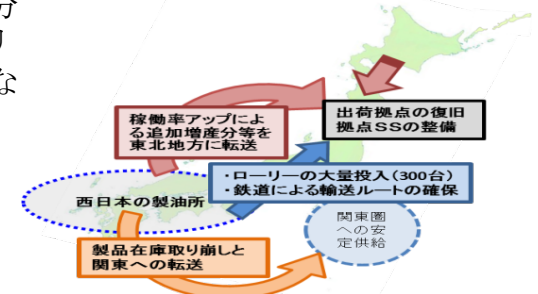 分
な
稼働率アップによ
る追加増産分等を
東北地方に転送
出荷拠点の復旧
拠点ＳＳの整備
・ローリーの大量投入(300台)
・鉄道による輸送ルートの確保
西日本の製油所
関東圏
への安
定供給
製品在庫取り崩しと
関東への転送